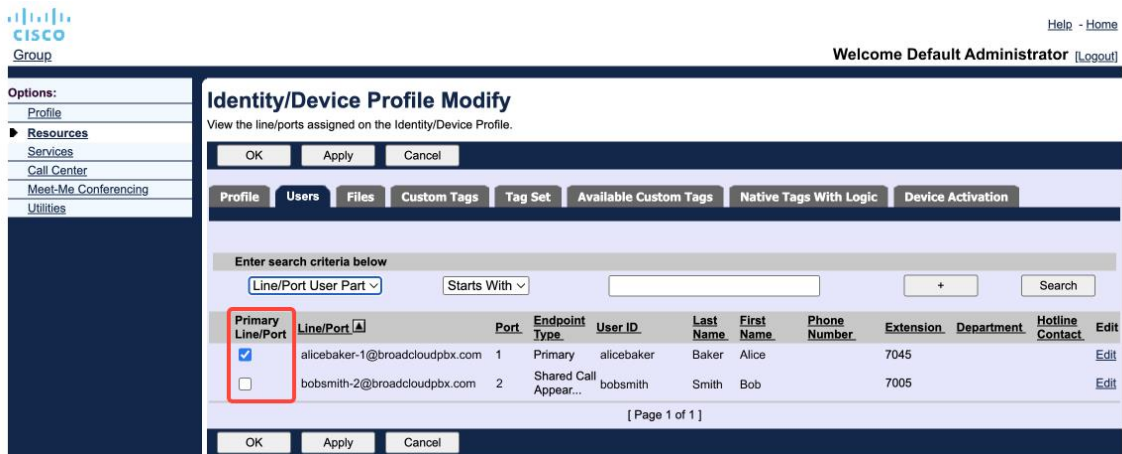 CISCO
Help - Home
Group
Welcome Default Administrator [Logout]
Options:
Profile
Resources
Services
Call Center
Meet-Me Conferencing
Utilities
Identity/Device Profile Modify
View the line/ports assigned on the Identity/Device Profile.
OK Apply Cancel
Profile Users Files Custom Tags Tag Set Available Custom Tags Native Tags With Logic Device Activation
Enter search criteria below
Line/Port User Part Starts With + Search
Primary Line/Port Line/Port Port Endpoint Type User ID Last Name First Name Phone Number Extension Department Hotline Contact Edit
alicebaker-1@broadcloudpbx.com 1 Primary alicebaker Baker Alice 7045 Edit
bobsmith-2@broadcloudpbx.com 2 Shared Call Appear... bobsmith Smith Bob 7005 Edit
[ Page 1 of 1 ]
OK Apply Cancel